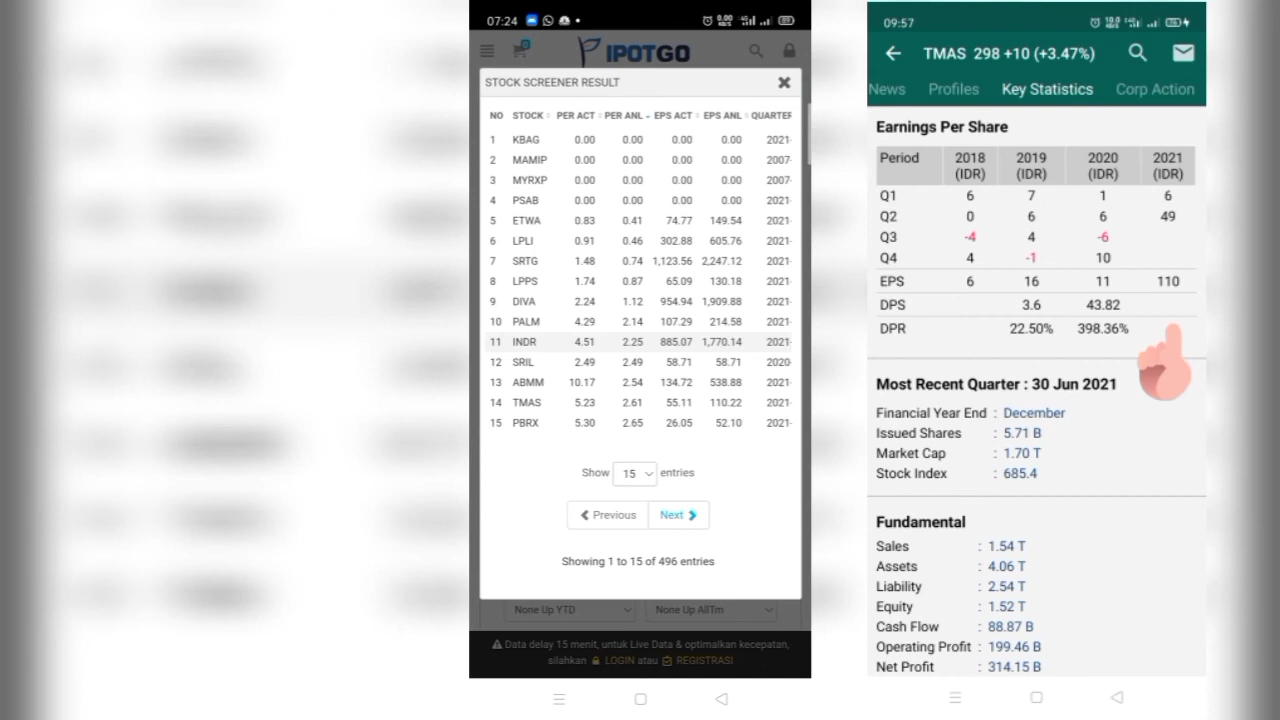 07:24
0.00
89
IPOTGO
STOCK SCREENER RESULT
NO STOCK PER ACT PER ANL EPS ACT EPS ANL QUARTER
1 KBAG 0.00 0.00 0.00 0.00 2021-
2 MAMIP 0.00 0.00 0.00 0.00 2007-
3 MYRXP 0.00 0.00 0.00 0.00 2007-
4 PSAB 0.00 0.00 0.00 0.00 2021-
5 ETWA 0.83 0.41 74.77 149.54 2021-
6 LPLI 0.91 0.46 302.88 605.76 2021-
7 SRTG 1.48 0.74 1,123.56 2,247.12 2021-
8 LPPS 1.74 0.87 65.09 130.18 2021-
9 DIVA 2.24 1.12 954.94 1,909.88 2021-
10 PALM 4.29 2.14 107.29 214.58 2021-
11 INDR 4.51 2.25 885.07 1,770.14 2021-
12 SRIL 2.49 2.49 58.71 58.71 2020-
13 ABMM 10.17 2.54 134.72 538.88 2021-
14 TMAS 5.23 2.61 55.11 110.22 2021-
15 PBRX 5.30 2.65 26.05 52.10 2021-
Show 15 entries
Previous Next
Showing 1 to 15 of 496 entries
None Up YTD None Up AllTm
Data delay 15 menit, untuk Live Data & optimalkan kecepatan,
silahkan LOGIN atau REGISTRASI
09:57
TMAS 298 +10 (+3.47%)
News Profiles Key Statistics Corp Action
Earnings Per Share
Period 2018 2019 2020 2021
(IDR) (IDR) (IDR) (IDR)
Q1 6 7 1 6
Q2 0 6 6 49
Q3 -4 4 -6
Q4 4 -1 10
EPS 6 16 11 110
DPS 3.6 43.82
DPR 22.50% 398.36%
Most Recent Quarter : 30 Jun 2021
Financial Year End : December
Issued Shares : 5.71 B
Market Cap : 1.70 T
Stock Index : 685.4
Fundamental
Sales : 1.54 T
Assets : 4.06 T
Liability : 2.54 T
Equity : 1.52 T
Cash Flow : 88.87 B
Operating Profit : 199.46 B
Net Profit : 314.15 B